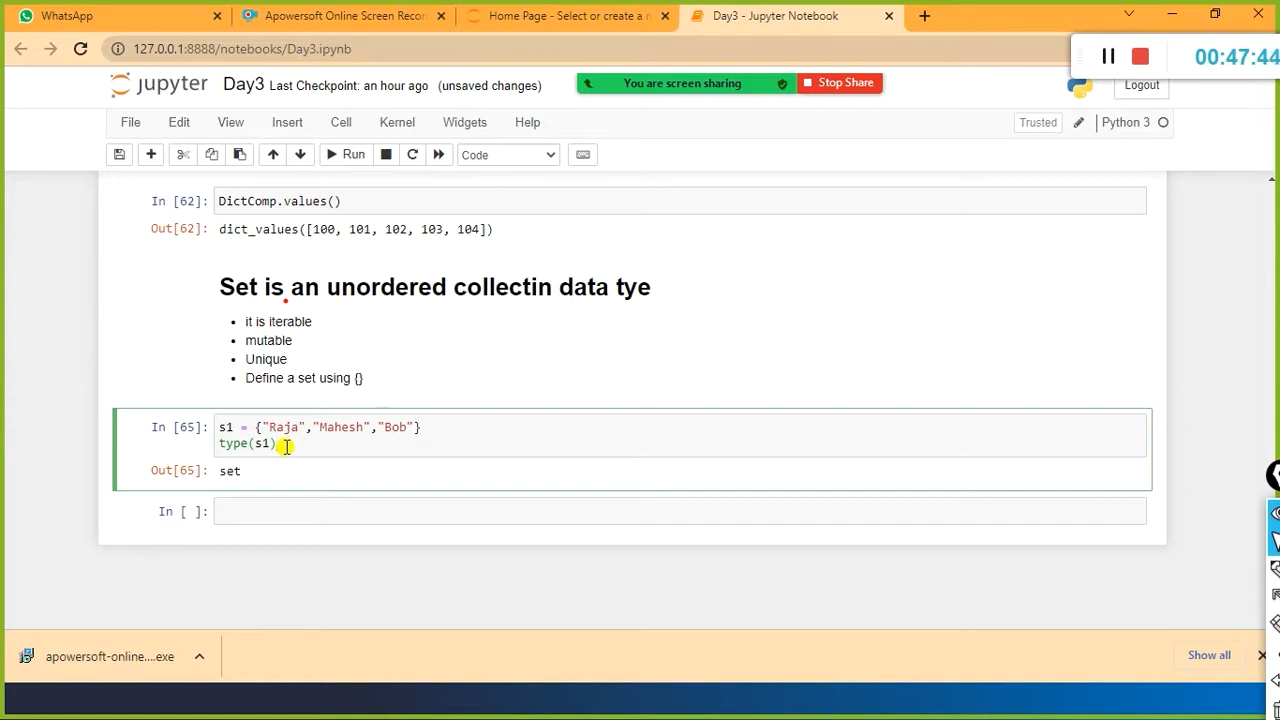 WhatsApp
Apowersoft Online Screen Recor
Home Page - Select or create a n
Day3 - Jupyter Notebook
127.0.0.1:8888/notebooks/Day3.ipynb
00:47:44
jupyter
Day3 Last Checkpoint: an hour ago (unsaved changes)
You are screen sharing
Stop Share
Logout
File Edit View Insert Cell Kernel Widgets Help
Trusted
Python 3
Run
Code
In [62]: DictComp.values()
Out[62]: dict_values([100, 101, 102, 103, 104])
Set is an unordered collectin data tye
• it is iterable
• mutable
• Unique
• Define a set using {}
In [65]: s1 = {"Raja","Mahesh","Bob"}
type(s1)
Out[65]: set
In [ ]:
apowersoft-online....exe
Show all